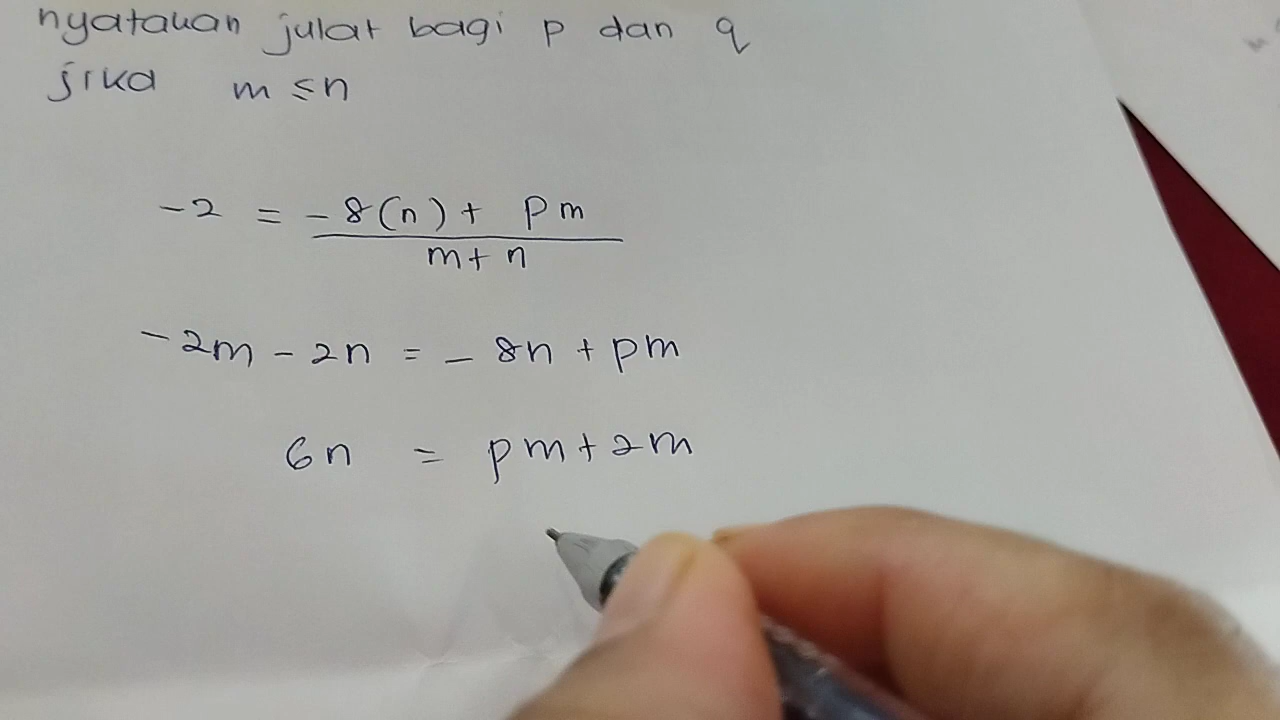 nyatakan julat bagi p dan q
jika m ≤ n
-2 = -8(n) + pm
m + n
-2m - 2n = -8n + pm
6n = pm + 2m